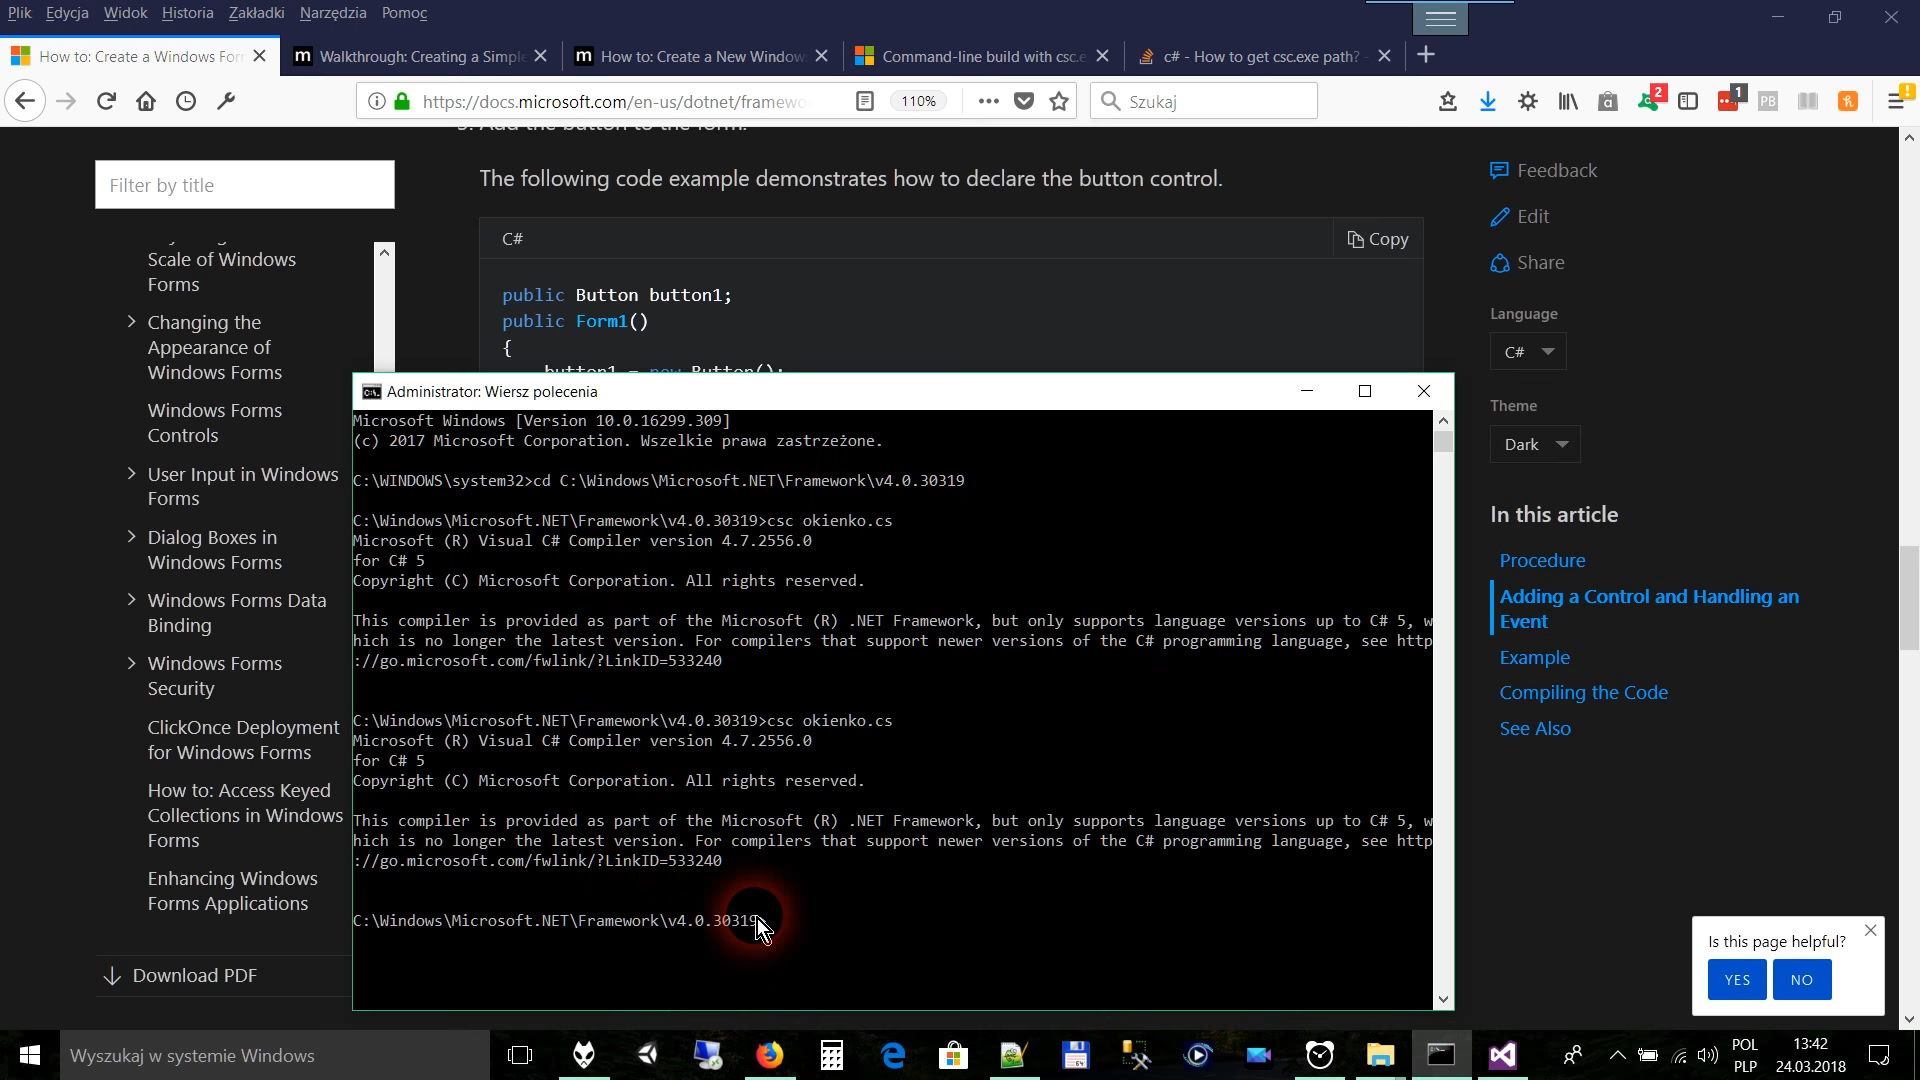 Plik Edycja Widok Historia Zakładki Narzędzia Pomoc
How to: Create a Windows For
Walkthrough: Creating a Simple
How to: Create a New Window
Command-line build with csc.e
c# - How to get csc.exe path? -
https://docs.microsoft.com/en-us/dotnet/framewo
110%
Szukaj
2
1
PB
5. Add the button to the form.
Filter by title
The following code example demonstrates how to declare the button control.
Scale of Windows
Forms
Changing the
Appearance of
Windows Forms
Windows Forms
Controls
User Input in Windows
Forms
Dialog Boxes in
Windows Forms
Windows Forms Data
Binding
Windows Forms
Security
ClickOnce Deployment
for Windows Forms
How to: Access Keyed
Collections in Windows
Forms
Enhancing Windows
Forms Applications
Download PDF
C#
Copy
public Button button1;
public Form1()
{
button1 = new Button();
Administrator: Wiersz polecenia
Microsoft Windows [Version 10.0.16299.309]
(c) 2017 Microsoft Corporation. Wszelkie prawa zastrzeżone.
C:\WINDOWS\system32>cd C:\Windows\Microsoft.NET\Framework\v4.0.30319
C:\Windows\Microsoft.NET\Framework\v4.0.30319>csc okienko.cs
Microsoft (R) Visual C# Compiler version 4.7.2556.0
for C# 5
Copyright (C) Microsoft Corporation. All rights reserved.
This compiler is provided as part of the Microsoft (R) .NET Framework, but only supports language versions up to C# 5, w
hich is no longer the latest version. For compilers that support newer versions of the C# programming language, see http
://go.microsoft.com/fwlink/?LinkID=533240
C:\Windows\Microsoft.NET\Framework\v4.0.30319>csc okienko.cs
Microsoft (R) Visual C# Compiler version 4.7.2556.0
for C# 5
Copyright (C) Microsoft Corporation. All rights reserved.
This compiler is provided as part of the Microsoft (R) .NET Framework, but only supports language versions up to C# 5, w
hich is no longer the latest version. For compilers that support newer versions of the C# programming language, see http
://go.microsoft.com/fwlink/?LinkID=533240
C:\Windows\Microsoft.NET\Framework\v4.0.30319
Feedback
Edit
Share
Language
C#
Theme
Dark
In this article
Procedure
Adding a Control and Handling an
Event
Example
Compiling the Code
See Also
Is this page helpful?
YES
NO
Wyszukaj w systemie Windows
POL
PLP
13:42
24.03.2018